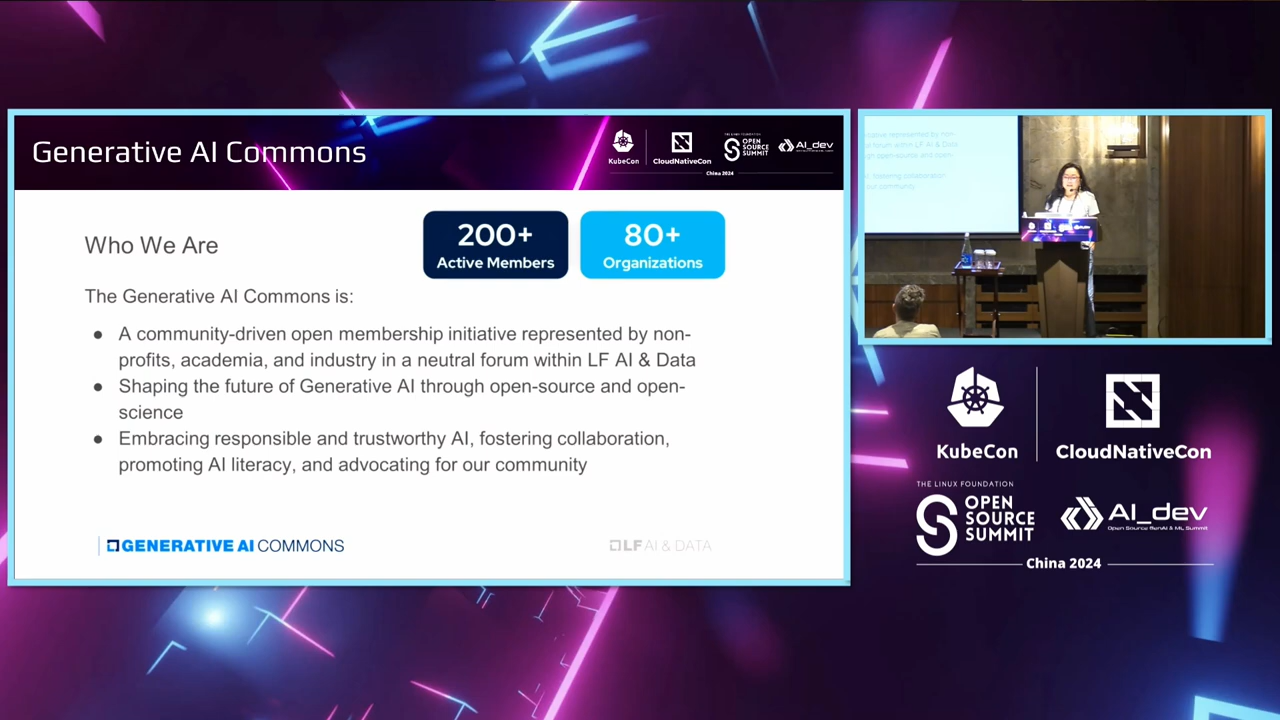 Generative AI Commons
KubeCon
CloudNativeCon
THE LINUX FOUNDATION
OPEN
SOURCE
SUMMIT
AI_dev
China 2024
Who We Are
200+
Active Members
80+
Organizations
The Generative AI Commons is:
● A community-driven open membership initiative represented by non-
profits, academia, and industry in a neutral forum within LF AI & Data
● Shaping the future of Generative AI through open-source and open-
science
● Embracing responsible and trustworthy AI, fostering collaboration,
promoting AI literacy, and advocating for our community
GENERATIVE AI COMMONS
LF AI & DATA
KubeCon
CloudNativeCon
THE LINUX FOUNDATION
OPEN
SOURCE
SUMMIT
AI_dev
Open Source GenAI & ML Summit
China 2024